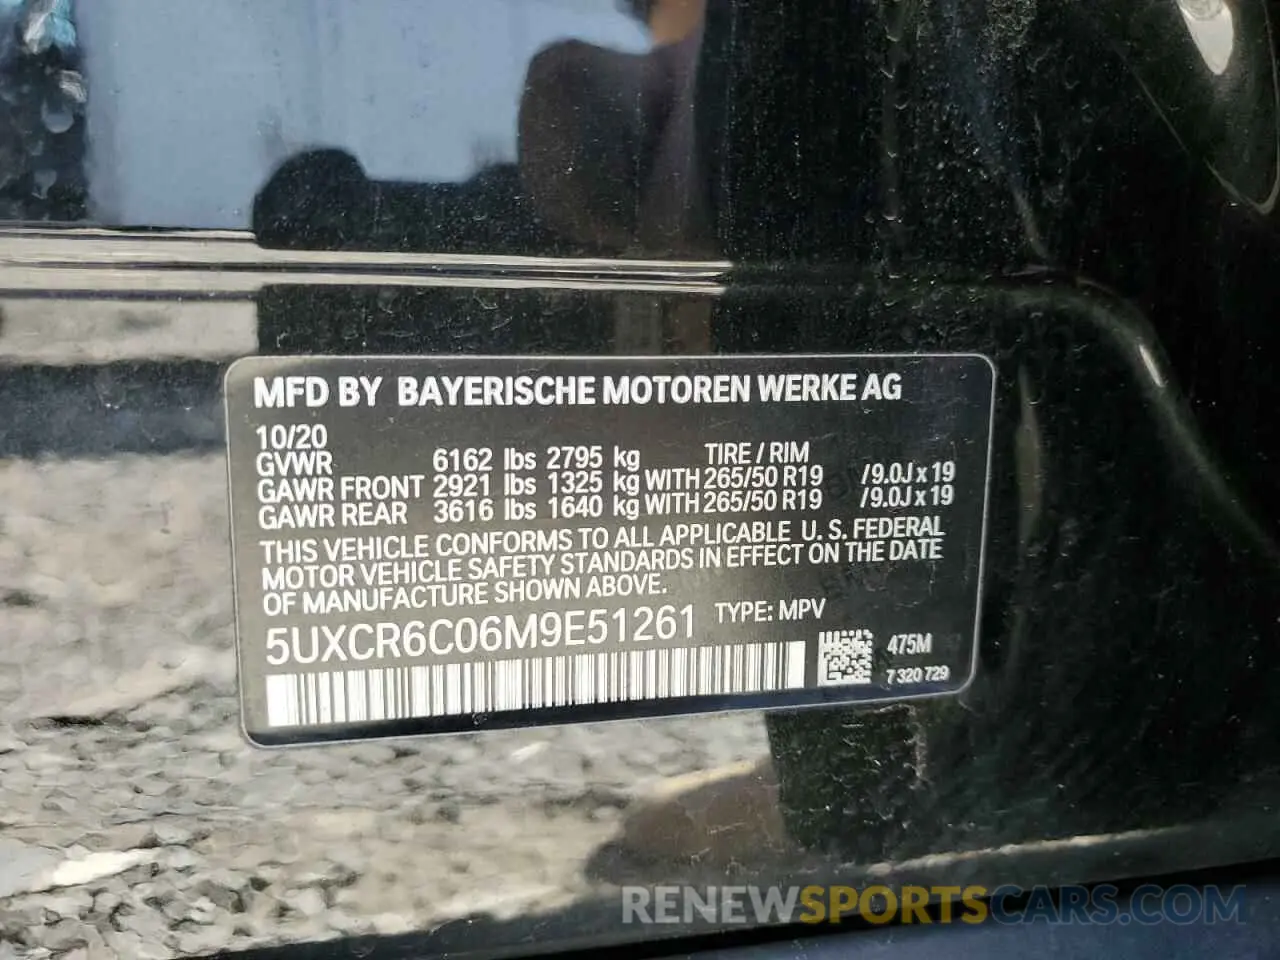 MFD BY BAYERISCHE MOTOREN WERKE AG
10/20
GVWR 6162 lbs 2795 kg TIRE / RIM
GAWR FRONT 2921 lbs 1325 kg WITH 265/50 R19 /9.0J x 19
GAWR REAR 3616 lbs 1640 kg WITH 265/50 R19 /9.0J x 19
THIS VEHICLE CONFORMS TO ALL APPLICABLE U. S. FEDERAL
MOTOR VEHICLE SAFETY STANDARDS IN EFFECT ON THE DATE
OF MANUFACTURE SHOWN ABOVE.
5UXCR6C06M9E51261 TYPE: MPV
475M
7 320 729
RENEWSPORTSCARS.COM